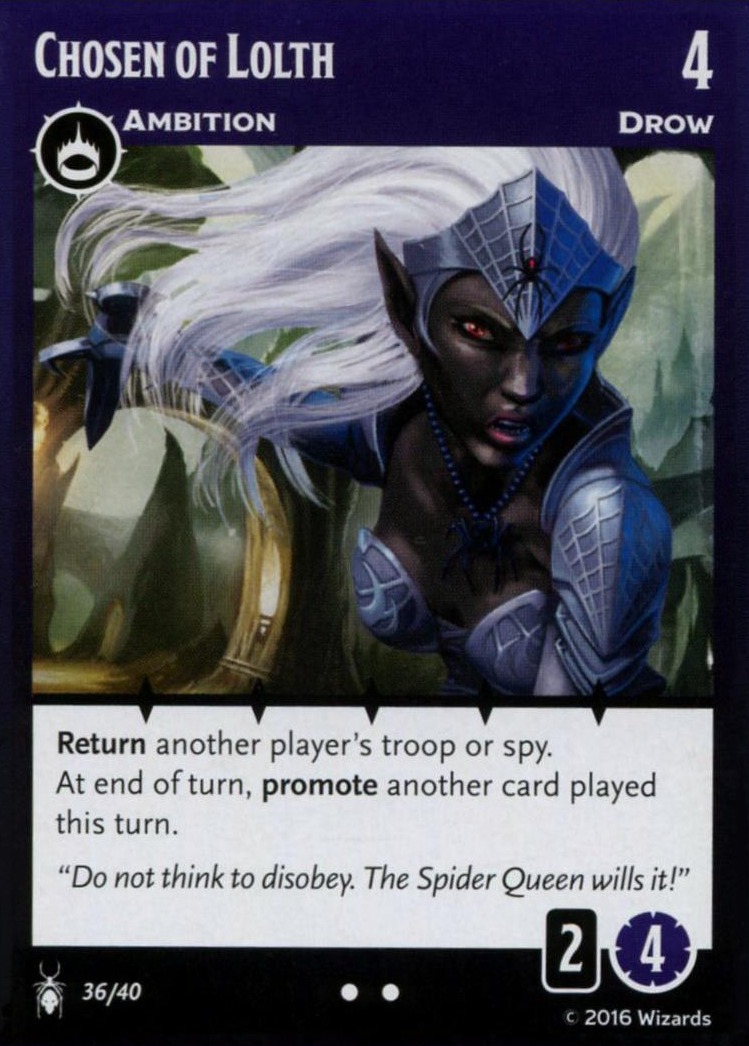 CHOSEN OF LOLTH 4
AMBITION DROW
Return another player's troop or spy.
At end of turn, promote another card played
this turn.
“Do not think to disobey. The Spider Queen wills it!”
2 4
36/40
© 2016 Wizards